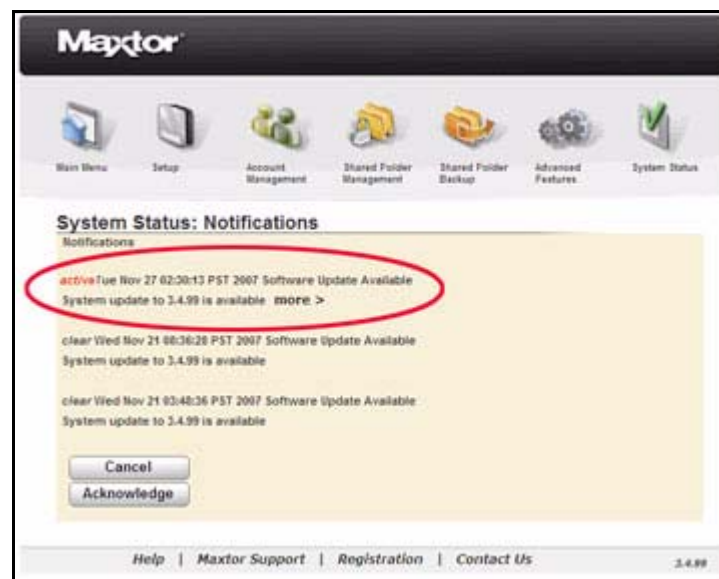 Maxtor
Main Menu
Setup
Account Management
Shared Folder Management
Shared Folder Backup
Advanced Features
System Status
System Status: Notifications
Notifications
activeTue Nov 27 02:30:13 PST 2007 Software Update Available
System update to 3.4.99 is available more >
clear Wed Nov 21 08:36:28 PST 2007 Software Update Available
System update to 3.4.99 is available
clear Wed Nov 21 03:48:36 PST 2007 Software Update Available
System update to 3.4.99 is available
Cancel
Acknowledge
Help | Maxtor Support | Registration | Contact Us
3.4.99